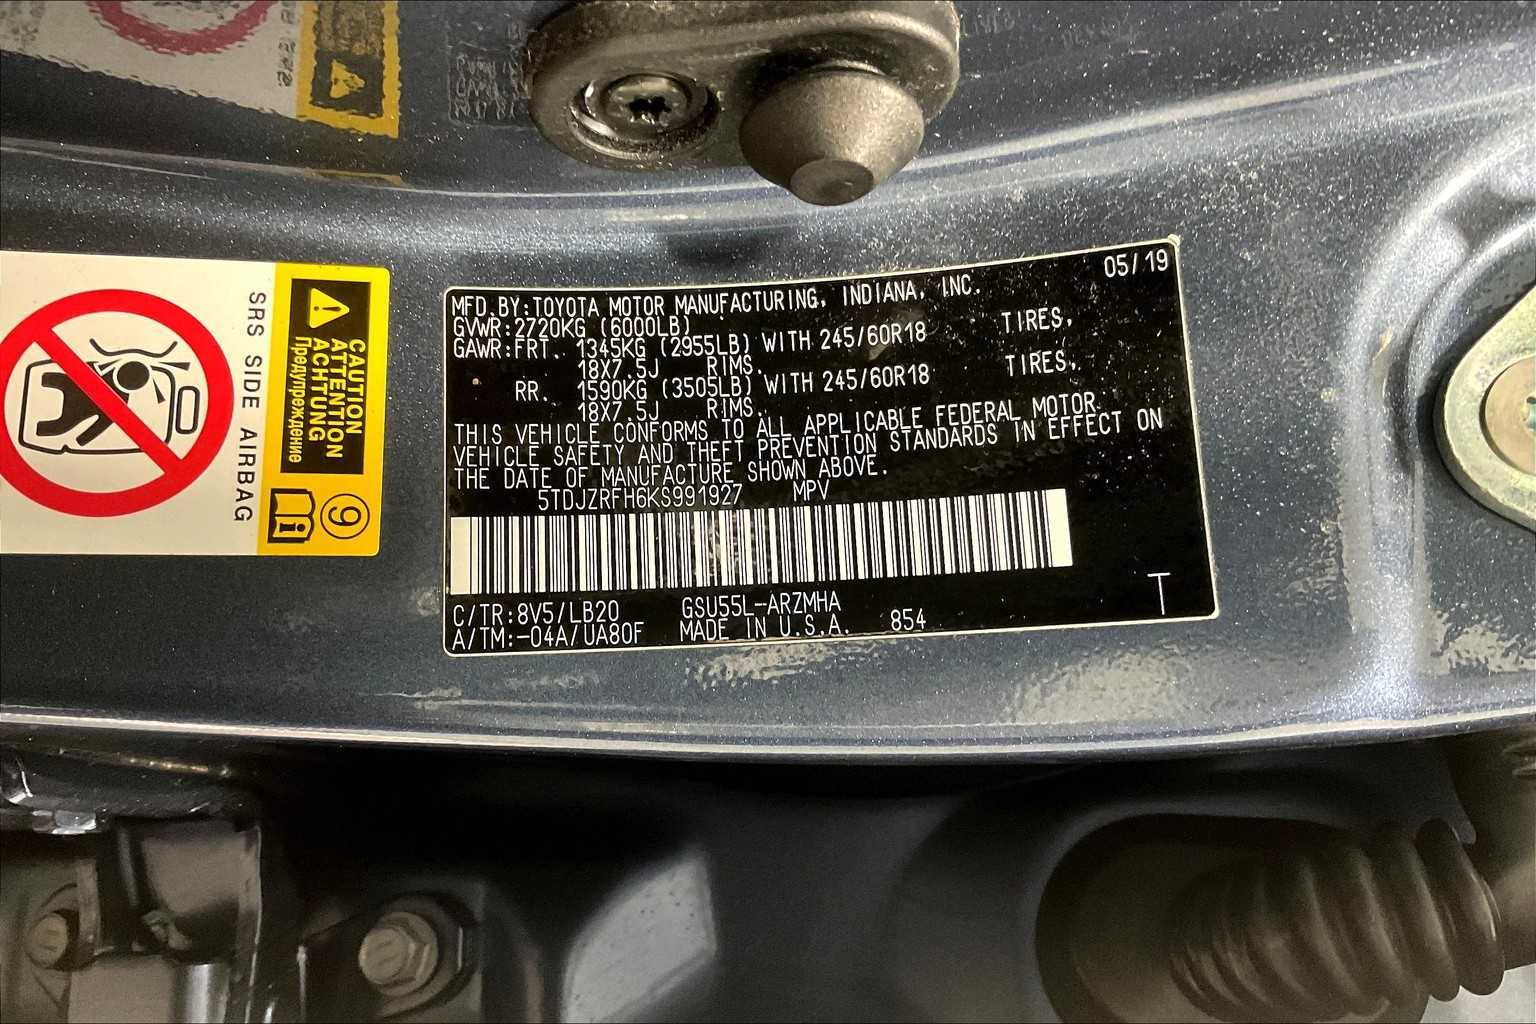 MFD. BY: TOYOTA MOTOR MANUFACTURING, INDIANA, INC. 05/19
GVWR: 2720KG (6000LB)
GAWR: FRT. 1345KG (2955LB) WITH 245/60R18 TIRES,
18X7.5J RIMS.
RR. 1590KG (3505LB) WITH 245/60R18 TIRES,
18X7.5J RIMS.
THIS VEHICLE CONFORMS TO ALL APPLICABLE FEDERAL MOTOR
VEHICLE SAFETY AND THEFT PREVENTION STANDARDS IN EFFECT ON
THE DATE OF MANUFACTURE SHOWN ABOVE.
5TDJZRFH6KS991927 MPV
C/TR: 8V5/LB20 GSU55L-ARZMHA
A/TM: -04A/UA80F MADE IN U.S.A. 854
T
CAUTION
ATTENTION
ACHTUNG
Предупреждение
9
i
SRS SIDE AIRBAG